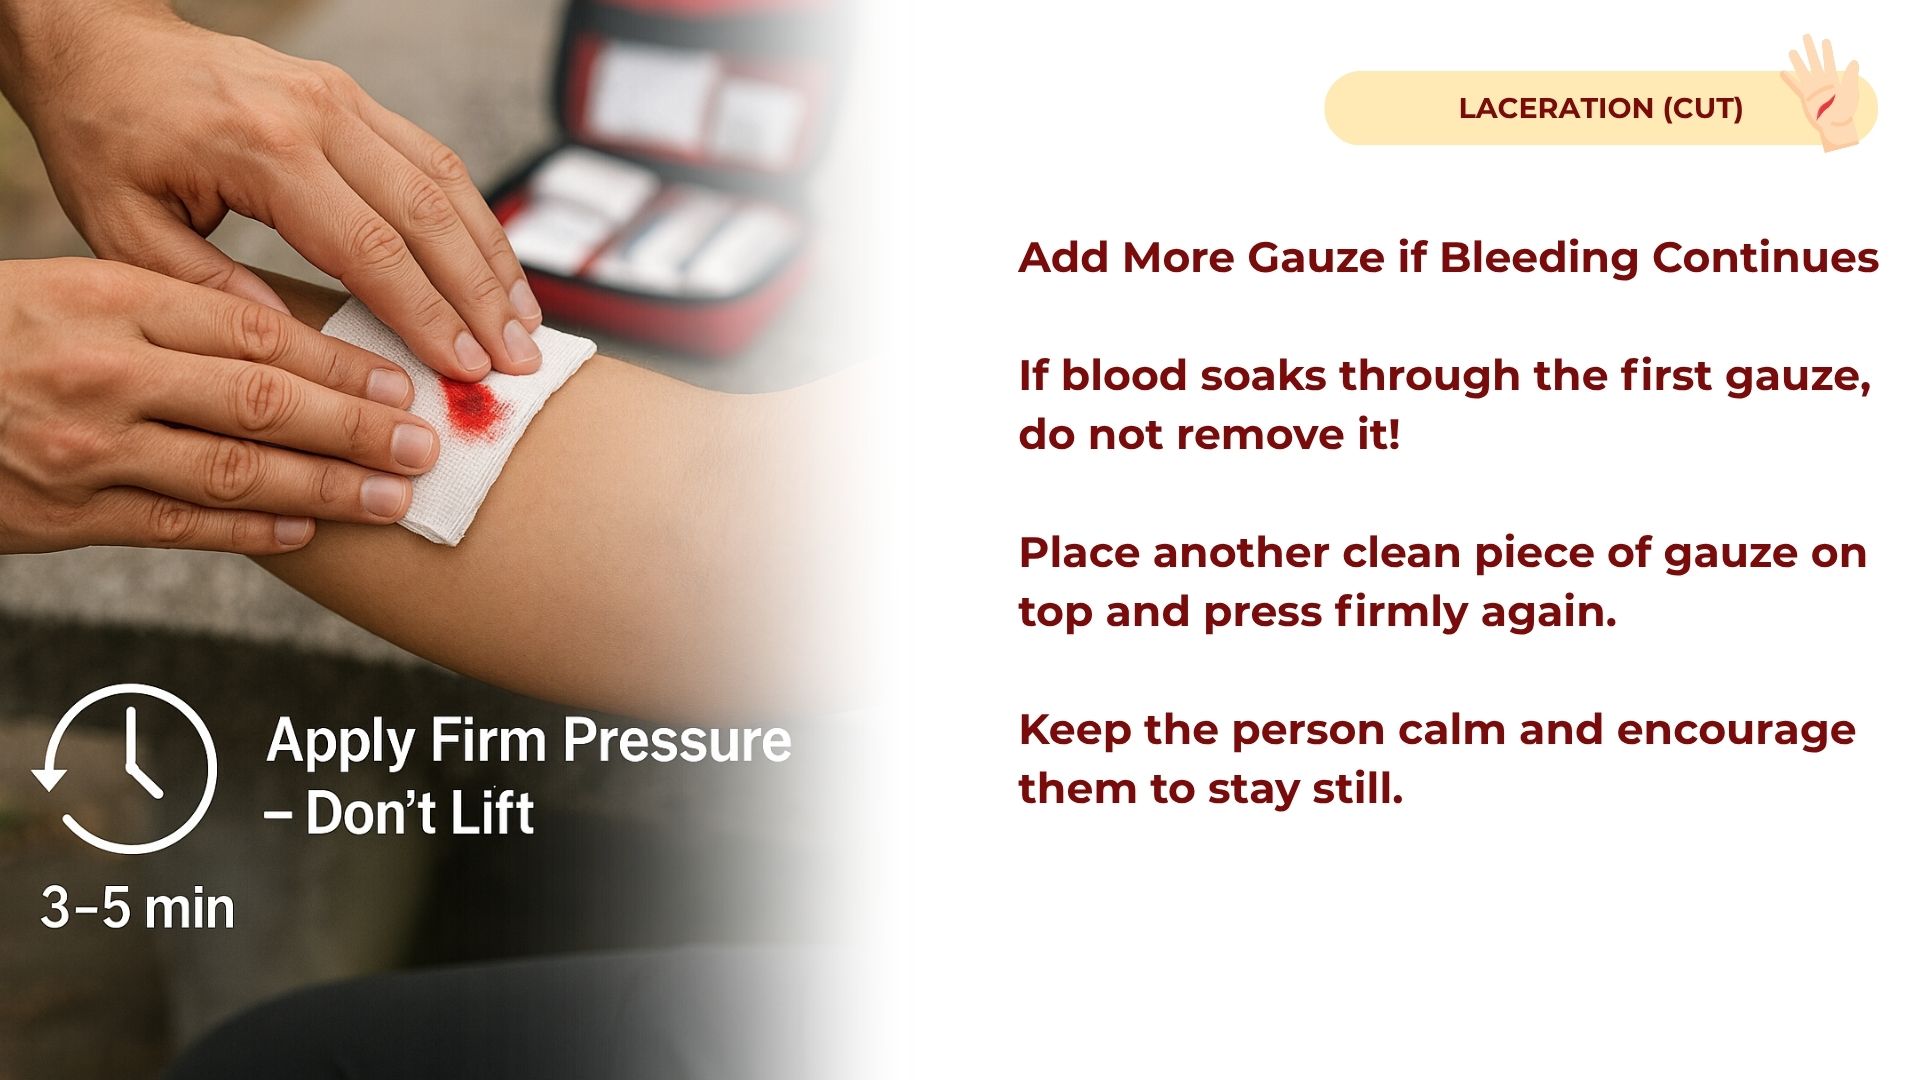 LACERATION (CUT)
Add More Gauze if Bleeding Continues
If blood soaks through the first gauze,
do not remove it!
Place another clean piece of gauze on
top and press firmly again.
Keep the person calm and encourage
them to stay still.
Apply Firm Pressure
– Don't Lift
3–5 min